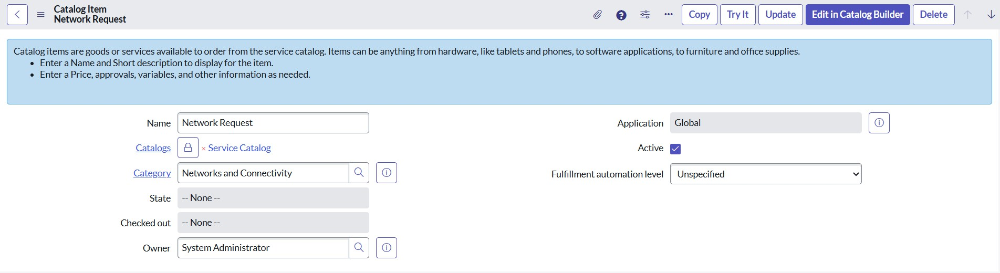 Catalog Item
Network Request
Copy
Try It
Update
Edit in Catalog Builder
Delete
Catalog items are goods or services available to order from the service catalog. Items can be anything from hardware, like tablets and phones, to software applications, to furniture and office supplies.
• Enter a Name and Short description to display for the item.
• Enter a Price, approvals, variables, and other information as needed.
Name Network Request
Application Global
Catalogs × Service Catalog
Active
Category Networks and Connectivity
Fulfillment automation level Unspecified
State -- None --
Checked out -- None --
Owner System Administrator